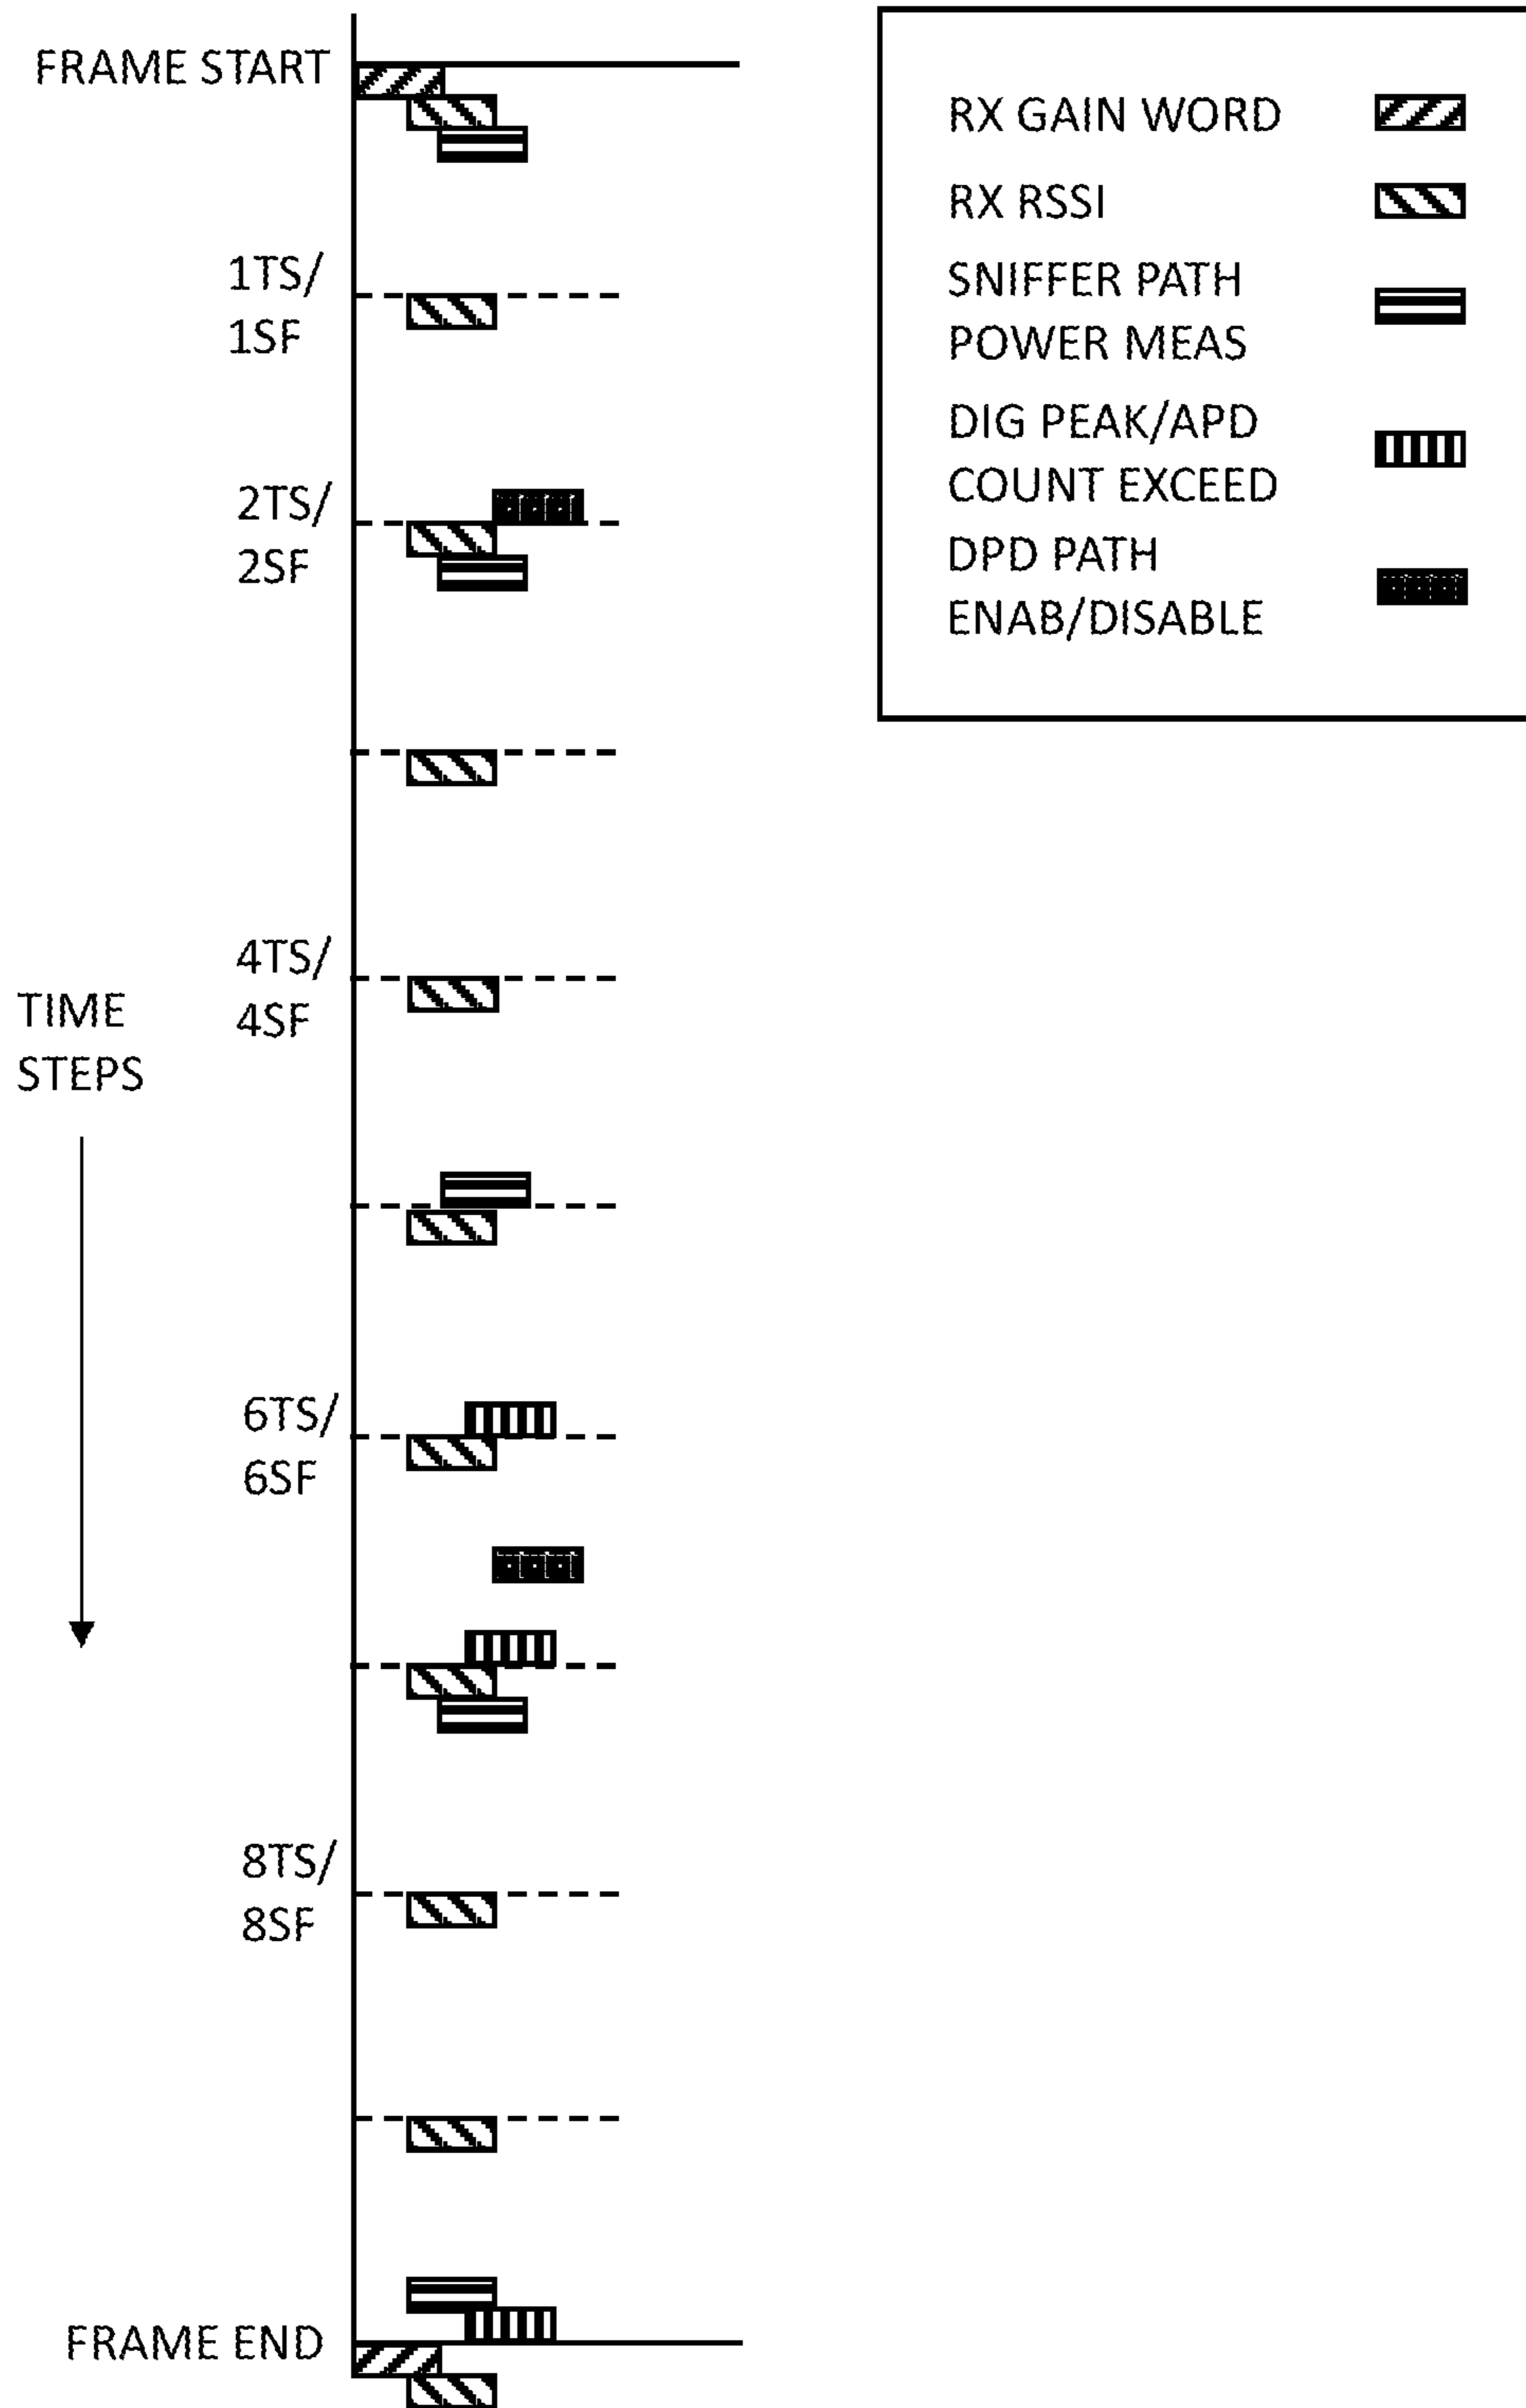 FRAME START
1TS/
1SF
2TS/
2SF
4TS/
4SF
TIME
STEPS
6TS/
6SF
8TS/
8SF
FRAME END
RX GAIN WORD
RX RSSI
SNIFFER PATH
POWER MEAS
DIG PEAK/APD
COUNT EXCEED
DPD PATH
ENAB/DISABLE